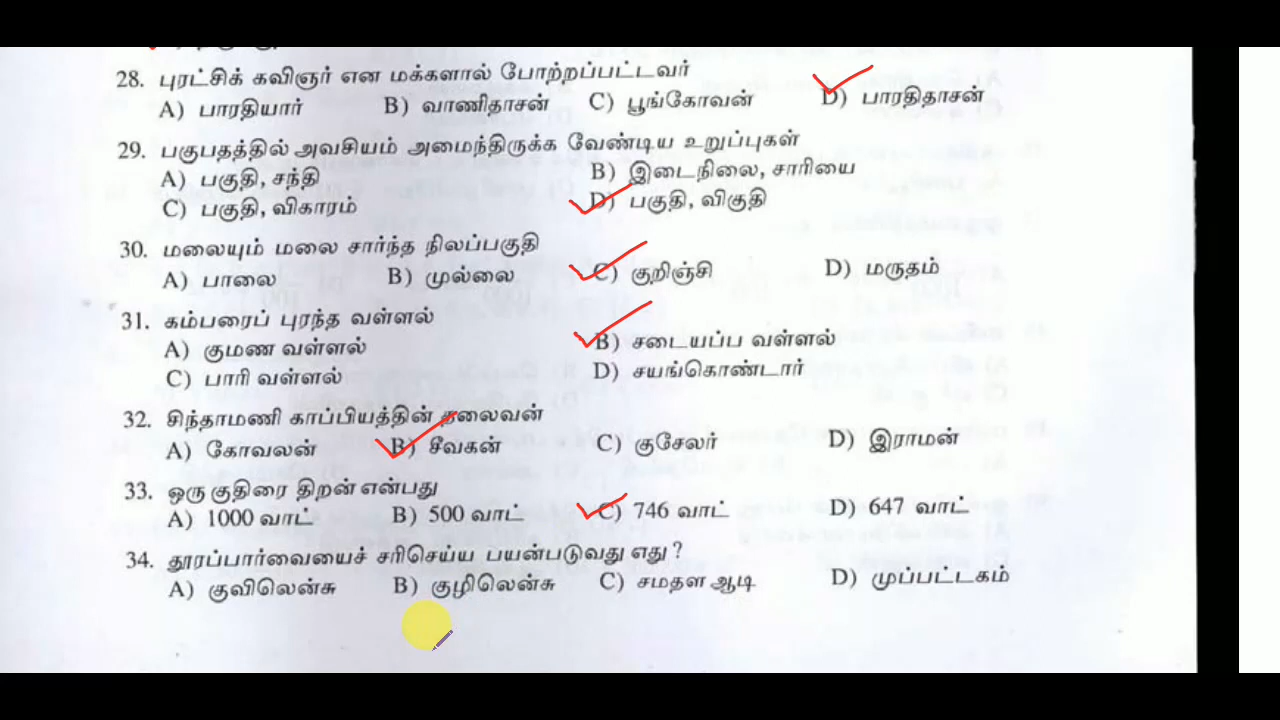 28. புரட்சிக் கவிஞர் என மக்களால் போற்றப்பட்டவர்
A) பாரதியார் B) வாணிதாசன் C) பூங்கோவன் D) பாரதிதாசன்
29. பகுபதத்தில் அவசியம் அமைந்திருக்க வேண்டிய உறுப்புகள்
A) பகுதி, சந்தி B) இடைநிலை, சாரியை
C) பகுதி, விகாரம் D) பகுதி, விகுதி
30. மலையும் மலை சார்ந்த நிலப்பகுதி
A) பாலை B) முல்லை C) குறிஞ்சி D) மருதம்
31. கம்பரைப் புரந்த வள்ளல்
A) குமண வள்ளல் B) சடையப்ப வள்ளல்
C) பாரி வள்ளல் D) சயங்கொண்டார்
32. சிந்தாமணி காப்பியத்தின் தலைவன்
A) கோவலன் B) சீவகன் C) குசேலர் D) இராமன்
33. ஒரு குதிரை திறன் என்பது
A) 1000 வாட் B) 500 வாட் C) 746 வாட் D) 647 வாட்
34. தூரப்பார்வையைச் சரிசெய்ய பயன்படுவது எது ?
A) குவிலென்சு B) குழிலென்சு C) சமதள ஆடி D) முப்பட்டகம்